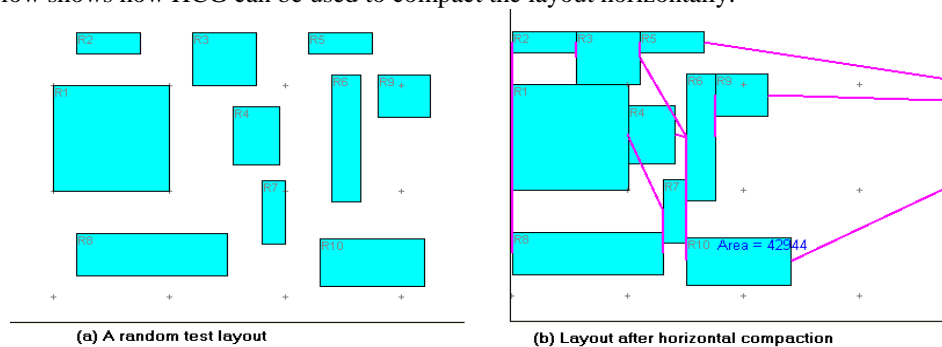 low shows how HCG can be used to compact the layout horizontally.
R2 R3 R5
R6 R9
R1
R4
R7
R8
R10
(a) A random test layout
R2 R3 R5
R6 R9
R1
R4
R7
R8
R10 Area = 42944
(b) Layout after horizontal compaction